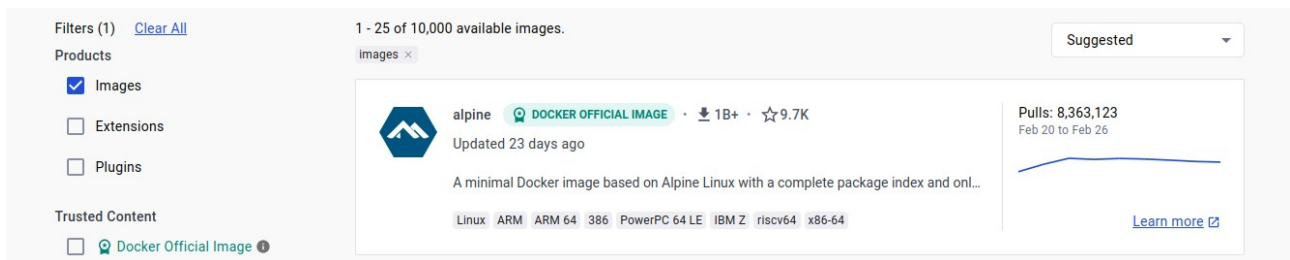 Filters (1) Clear All
Products
Images
Extensions
Plugins
Trusted Content
Docker Official Image
1 - 25 of 10,000 available images.
images ×
Suggested
alpine DOCKER OFFICIAL IMAGE · 1B+ · 9.7K
Updated 23 days ago
A minimal Docker image based on Alpine Linux with a complete package index and onl...
Linux ARM ARM 64 386 PowerPC 64 LE IBM Z riscv64 x86-64
Pulls: 8,363,123
Feb 20 to Feb 26
Learn more